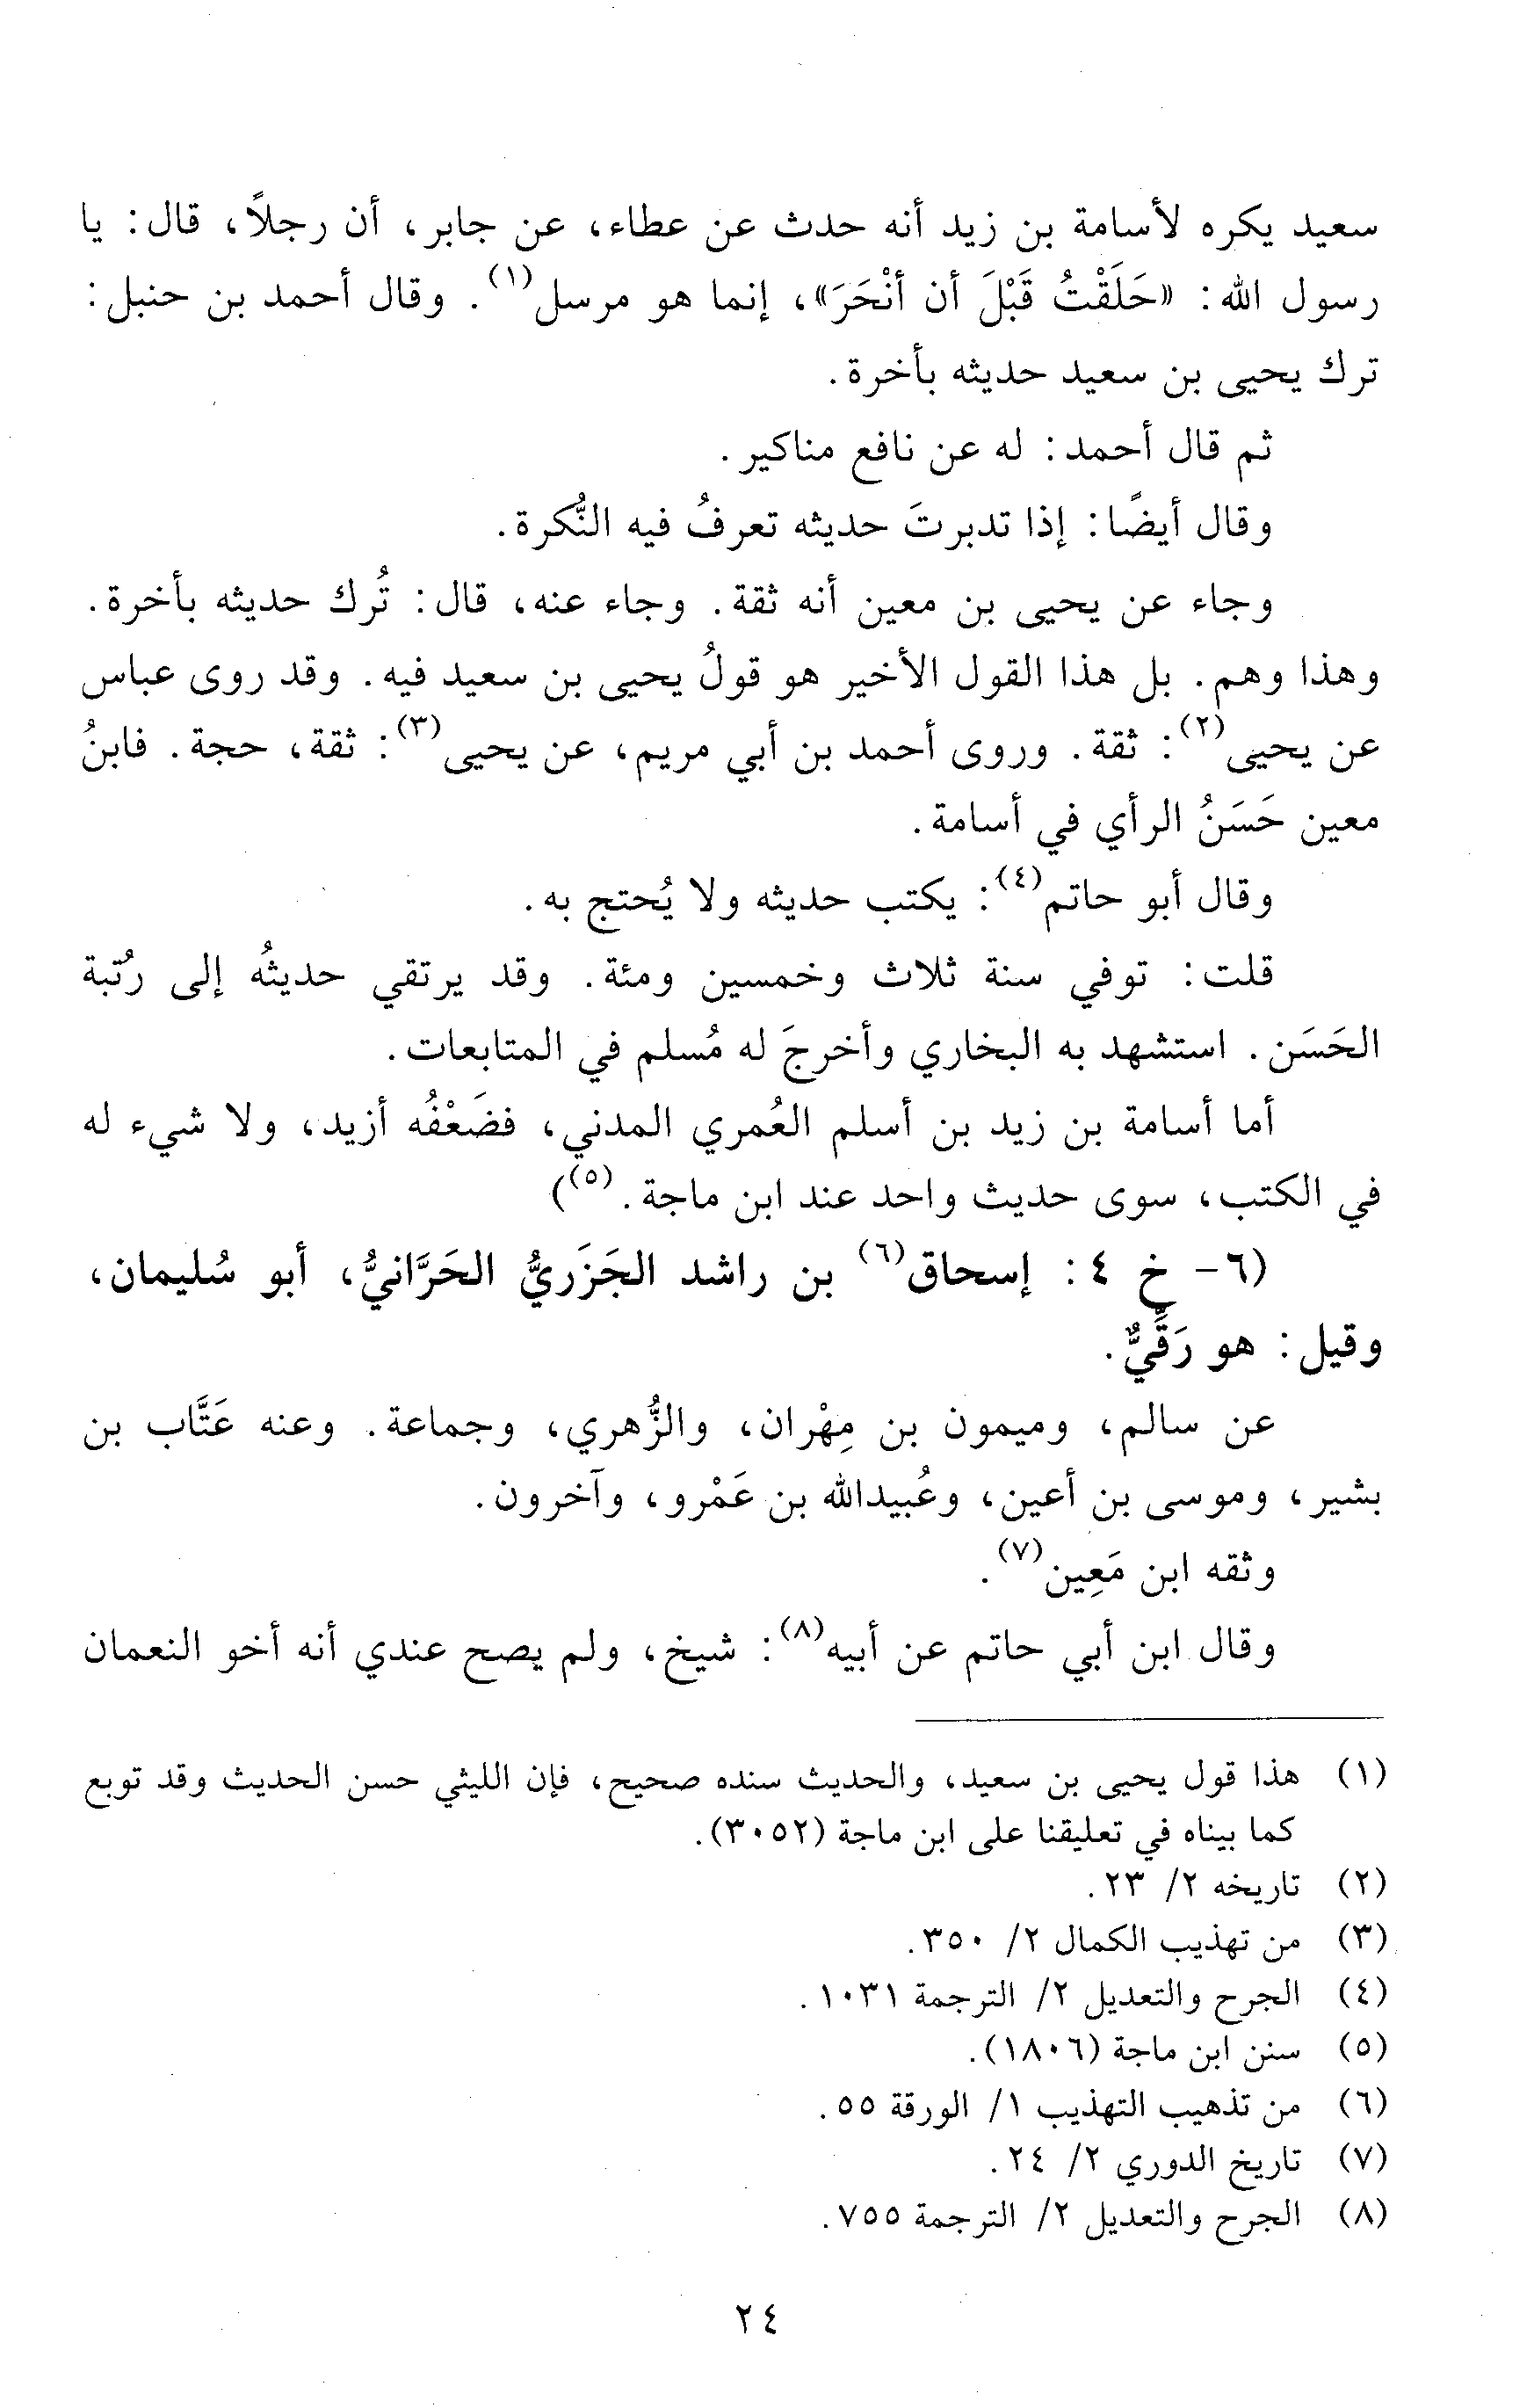 سعيد يكره لأسامة بن زيد أنه حدث عن عطاء، عن جابر، أن رجلاً، قال: يا
رسول الله: «حَلَقْتُ قَبْلَ أن أنْحَرَ»، إنما هو مرسل(١). وقال أحمد بن حنبل:
ترك يحيى بن سعيد حديثه بأخرة.
ثم قال أحمد: له عن نافع مناكير.
وقال أيضًا: إذا تدبرتَ حديثه تعرفُ فيه النُّكرة.
وجاء عن يحيى بن معين أنه ثقة. وجاء عنه، قال: تُرك حديثه بأخرة.
وهذا وهم. بل هذا القول الأخير هو قولُ يحيى بن سعيد فيه. وقد روى عباس
عن يحيى(٢): ثقة. وروى أحمد بن أبي مريم، عن يحيى(٣): ثقة، حجة. فابنُ
معين حَسَنُ الرأي في أسامة.
وقال أبو حاتم(٤): يكتب حديثه ولا يُحتج به.
قلت: توفي سنة ثلاث وخمسين ومئة. وقد يرتقي حديثُه إلى رُتبة
الحَسَن. استشهد به البخاري وأخرجَ له مُسلم في المتابعات.
أما أسامة بن زيد بن أسلم العُمري المدني، فضَعْفُه أزيد، ولا شيء له
في الكتب، سوى حديث واحد عند ابن ماجة.(٥))
(٦- خ ٤: إسحاق(٦) بن راشد الجَزَريُّ الحَرَّانيُّ، أبو سُليمان،
وقيل: هو رَقِّيٌّ.
عن سالم، وميمون بن مِهْران، والزُّهري، وجماعة. وعنه عَتَّاب بن
بشير، وموسى بن أعين، وعُبيدالله بن عَمْرو، وآخرون.
وثقه ابن مَعِين(٧).
وقال ابن أبي حاتم عن أبيه(٨): شيخ، ولم يصح عندي أنه أخو النعمان
(١) هذا قول يحيى بن سعيد، والحديث سنده صحيح، فإن الليثي حسن الحديث وقد توبع
كما بيناه في تعليقنا على ابن ماجة (٣٠٥٢).
(٢) تاريخه ٢/ ٢٣.
(٣) من تهذيب الكمال ٢/ ٣٥٠.
(٤) الجرح والتعديل ٢/ الترجمة ١٠٣١.
(٥) سنن ابن ماجة (١٨٠٦).
(٦) من تذهيب التهذيب ١/ الورقة ٥٥.
(٧) تاريخ الدوري ٢/ ٢٤.
(٨) الجرح والتعديل ٢/ الترجمة ٧٥٥.
٢٤